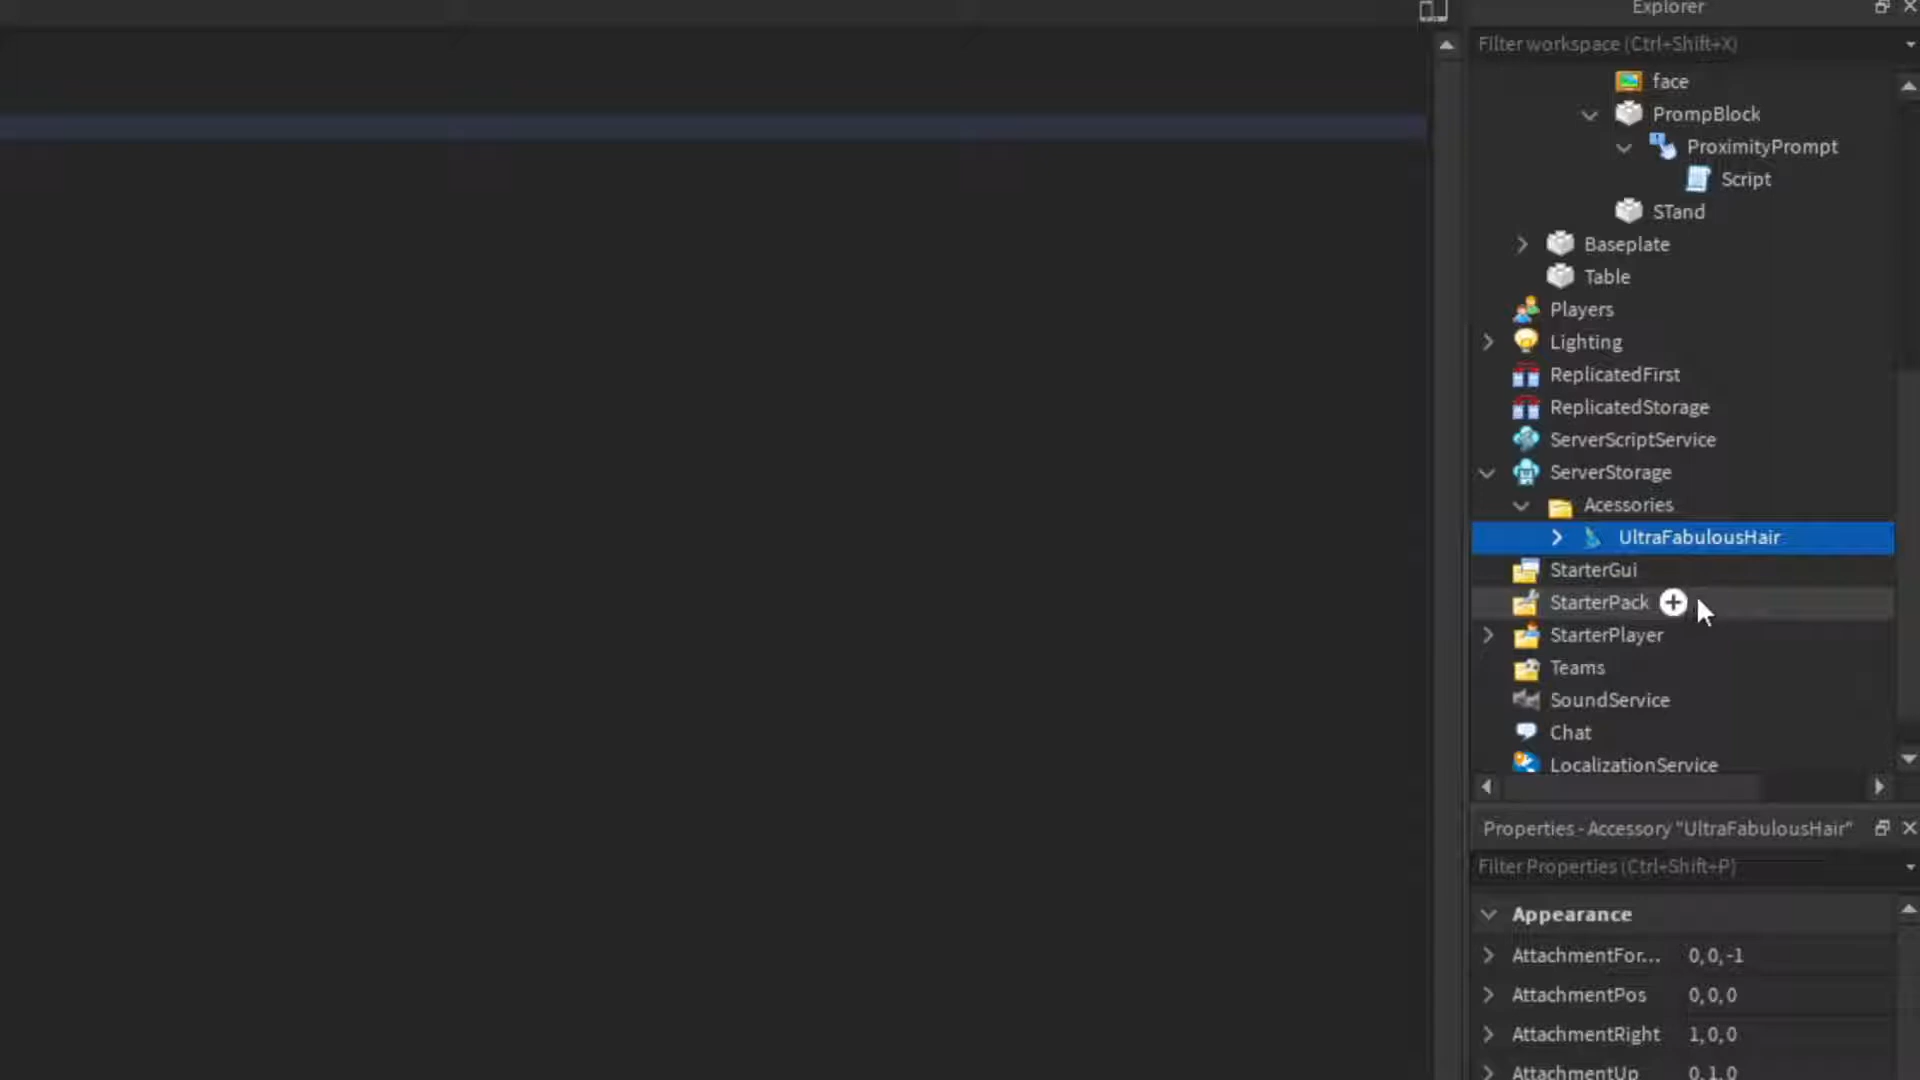 Explorer
Filter workspace (Ctrl+Shift+X)
face
PrompBlock
ProximityPrompt
Script
STand
Baseplate
Table
Players
Lighting
ReplicatedFirst
ReplicatedStorage
ServerScriptService
ServerStorage
Acessories
UltraFabulousHair
StarterGui
StarterPack
StarterPlayer
Teams
SoundService
Chat
LocalizationService
Properties - Accessory "UltraFabulousHair"
Filter Properties (Ctrl+Shift+P)
Appearance
AttachmentFor... 0, 0, -1
AttachmentPos 0, 0, 0
AttachmentRight 1, 0, 0
AttachmentUp 0, 1, 0